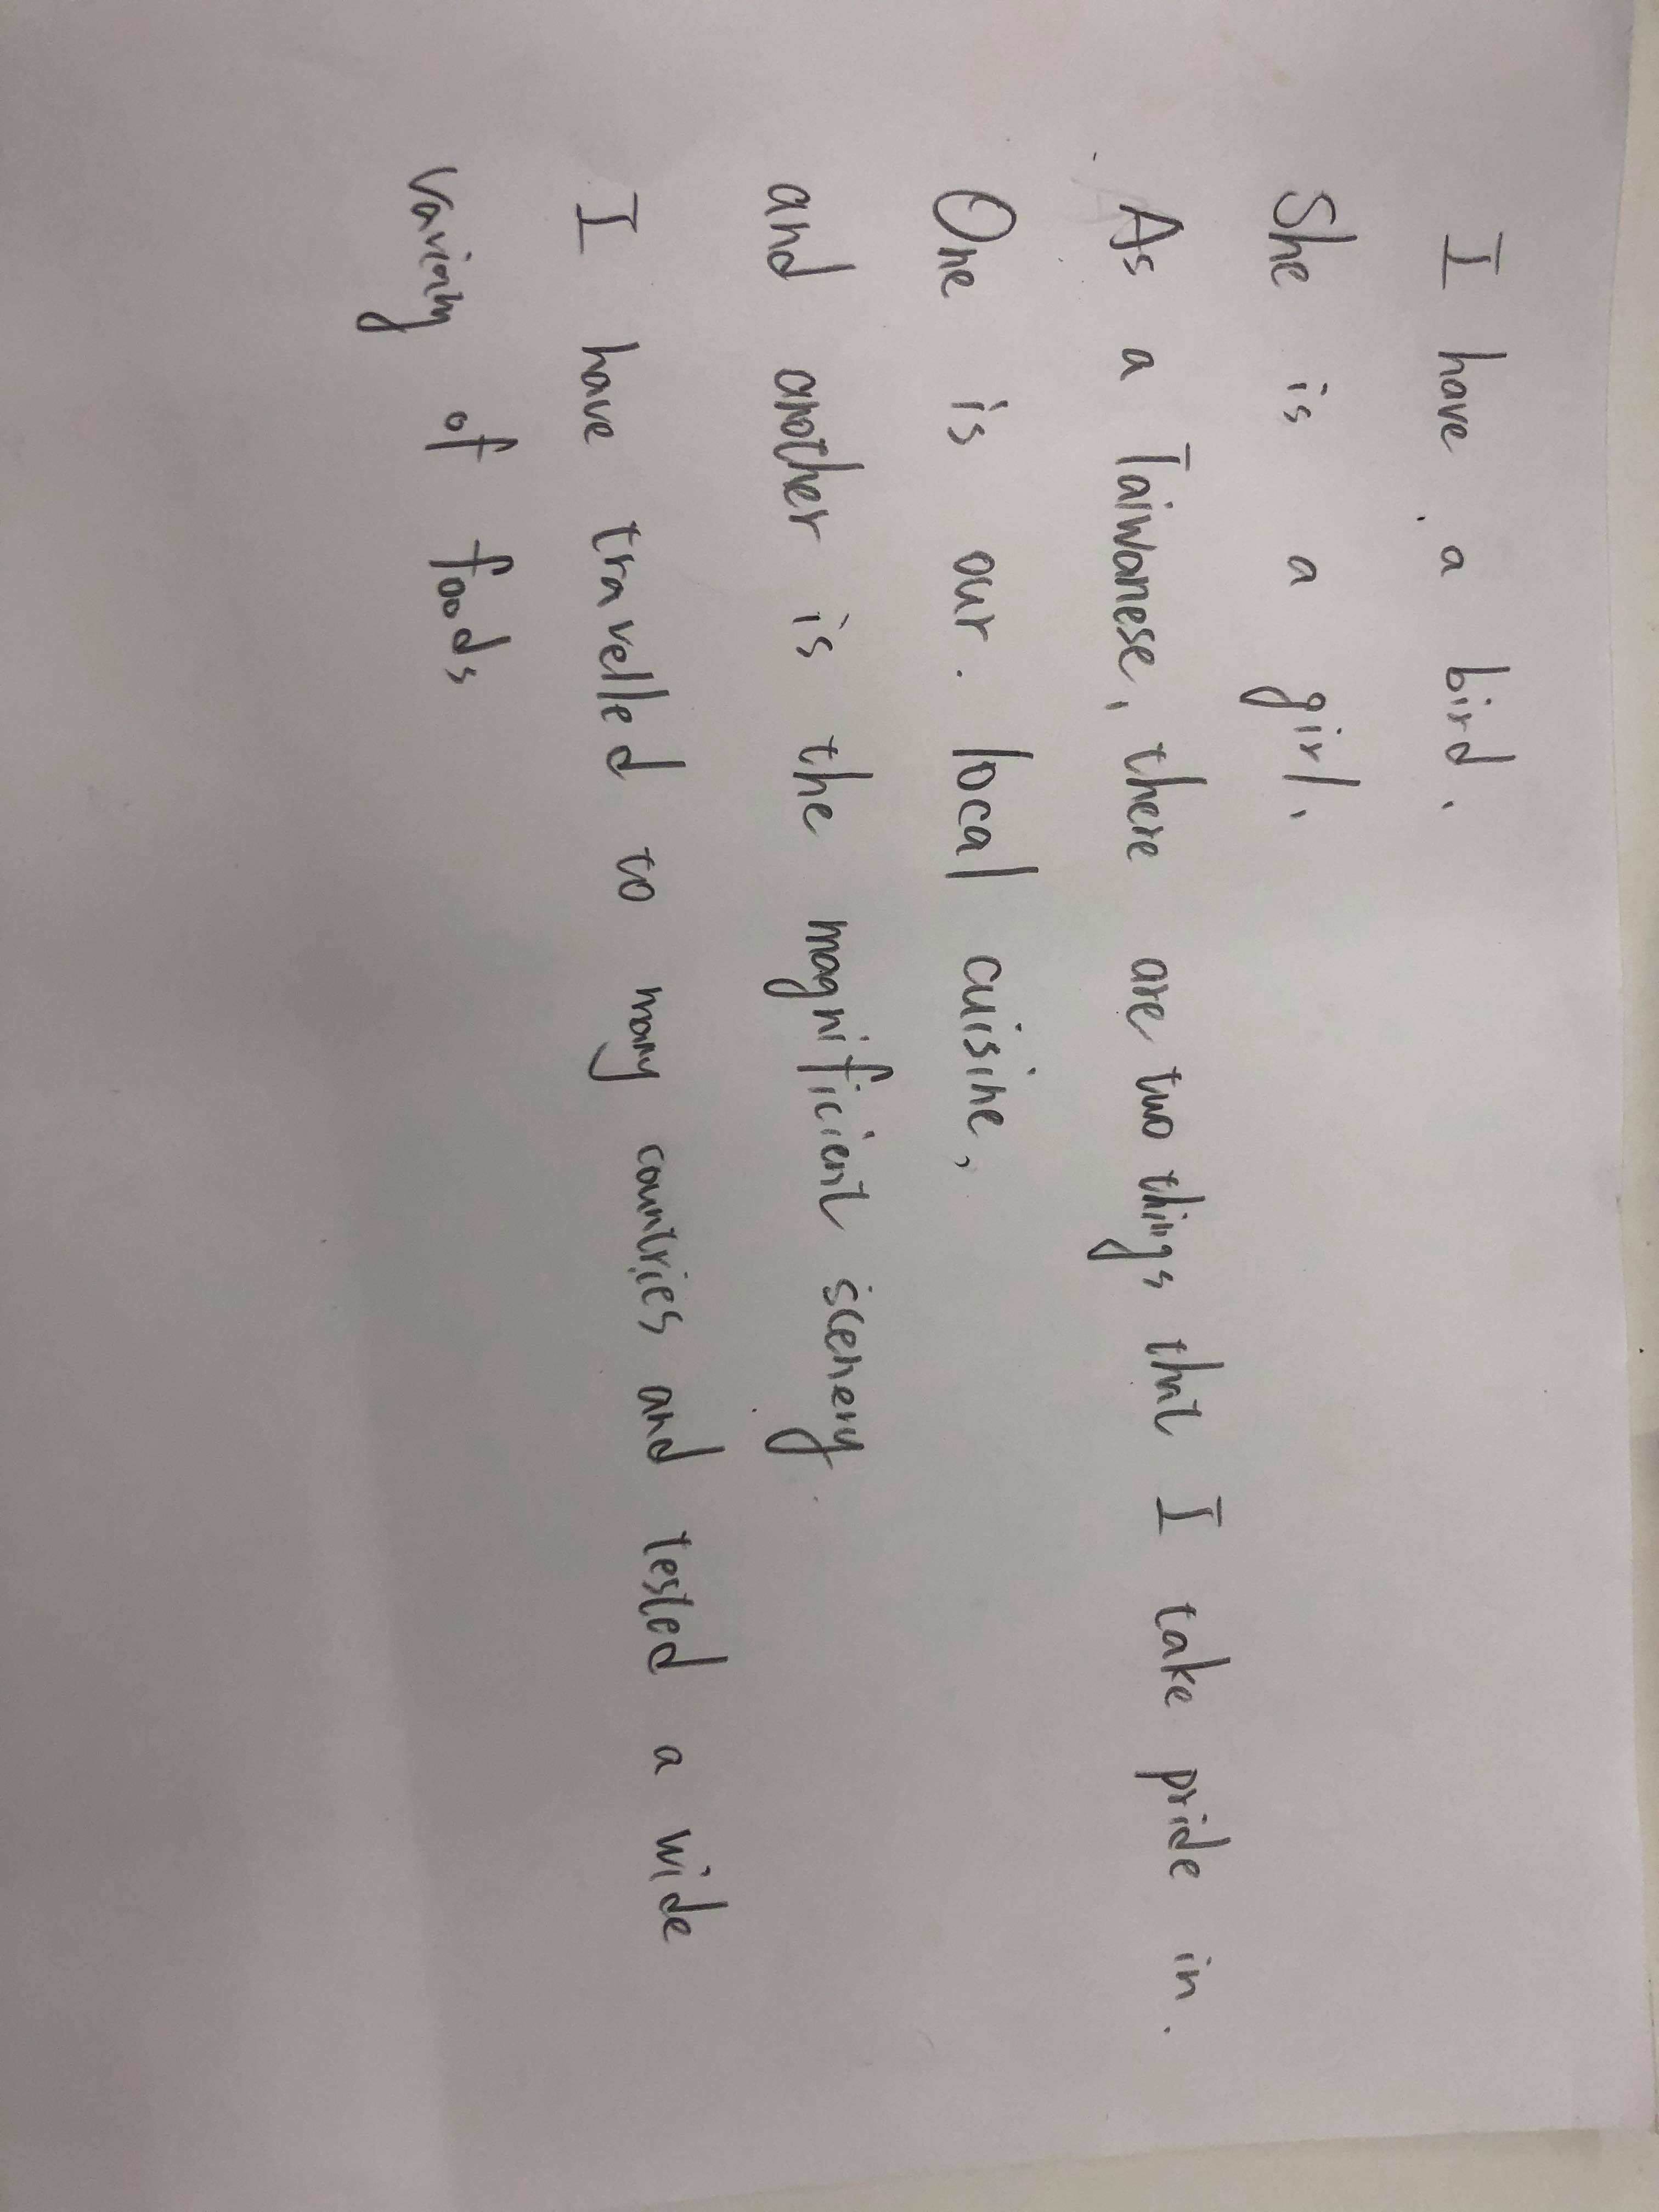 I have a bird.
She is a girl.
As a Taiwanese, there are two things that I take pride in.
One is our local cuisine,
and another is the magnificient scenery
I have travelled to many countries and tested a wide
of foods